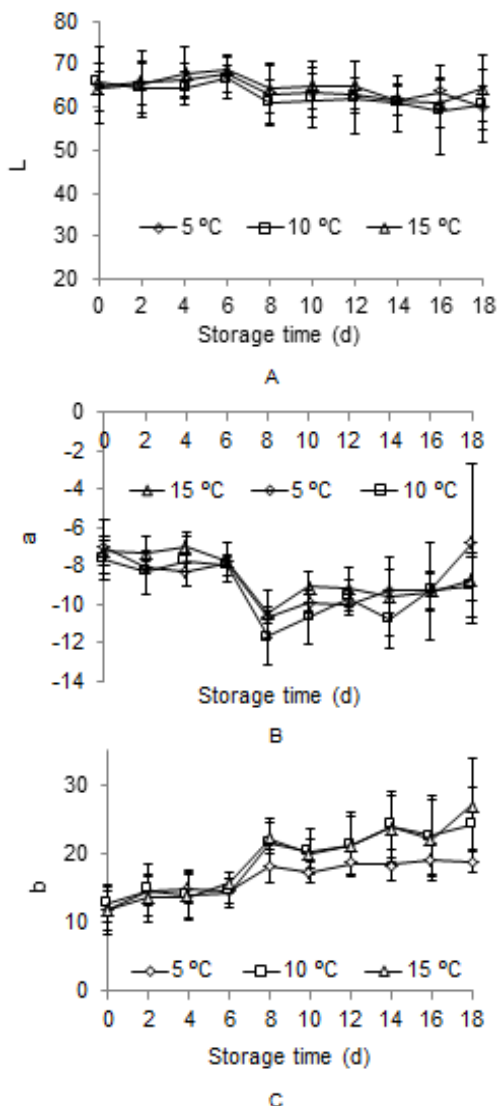 80
70
60
50
40
30
20
L
5 ºC 10 ºC 15 ºC
0 2 4 6 8 10 12 14 16 18
Storage time (d)
A
0
-2
-4
-6
-8
-10
-12
-14
a
0 2 4 6 8 10 12 14 16 18
15 ºC 5 ºC 10 ºC
Storage time (d)
B
30
20
10
0
b
5 ºC 10 ºC 15 ºC
0 2 4 6 8 10 12 14 16 18
Storage time (d)
C